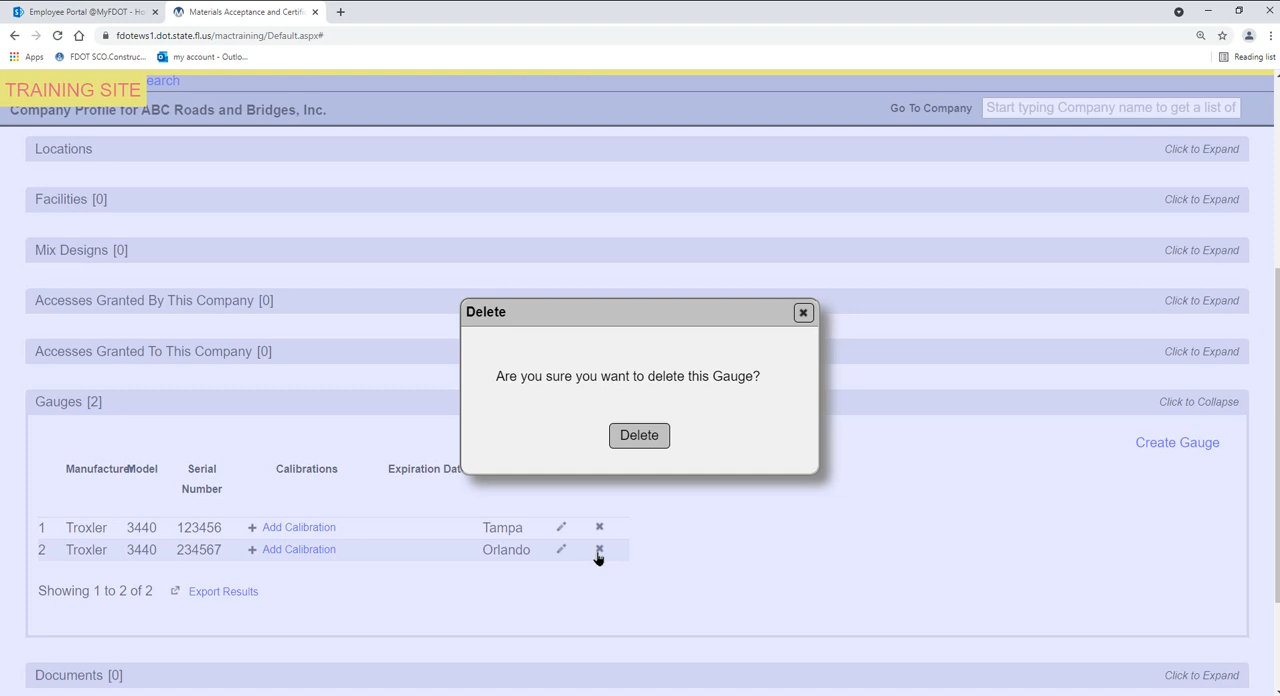 Employee Portal @MyFDOT - Ho
Materials Acceptance and Certifi
fdotews1.dot.state.fl.us/mactraining/Default.aspx#
Apps
FDOT SCO.Construc...
my account - Outlo...
Reading list
TRAINING SITE
earch
Company Profile for ABC Roads and Bridges, Inc.
Go To Company
Start typing Company name to get a list of
Locations
Click to Expand
Facilities [0]
Click to Expand
Mix Designs [0]
Click to Expand
Accesses Granted By This Company [0]
Click to Expand
Accesses Granted To This Company [0]
Click to Expand
Delete
Are you sure you want to delete this Gauge?
Delete
Gauges [2]
Click to Collapse
Create Gauge
Manufacturer Model Serial Number Calibrations Expiration Dat
1 Troxler 3440 123456 + Add Calibration Tampa
2 Troxler 3440 234567 + Add Calibration Orlando
Showing 1 to 2 of 2 Export Results
Documents [0]
Click to Expand